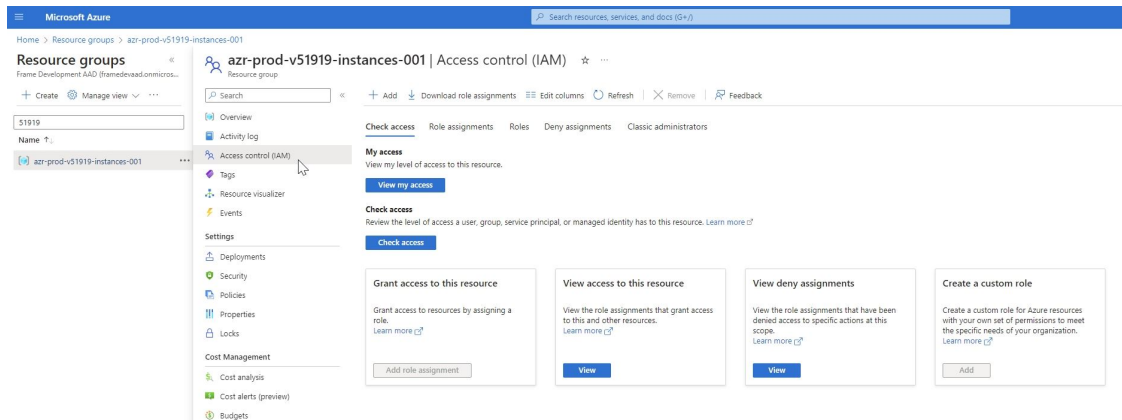 Microsoft Azure
Search resources, services, and docs (G+/)
Home > Resource groups > azr-prod-v51919-instances-001
Resource groups
Frame Development AAD (framedevaad.onmicros...
+ Create
Manage view
...
51919
Name ↑↓
azr-prod-v51919-instances-001
...
azr-prod-v51919-instances-001 | Access control (IAM)
...
Resource group
Search
Overview
Activity log
Access control (IAM)
Tags
Resource visualizer
Events
Settings
Deployments
Security
Policies
Properties
Locks
Cost Management
Cost analysis
Cost alerts (preview)
Budgets
+ Add
Download role assignments
Edit columns
Refresh
Remove
Feedback
Check access
Role assignments
Roles
Deny assignments
Classic administrators
My access
View my level of access to this resource.
View my access
Check access
Review the level of access a user, group, service principal, or managed identity has to this resource. Learn more
Check access
Grant access to this resource
Grant access to resources by assigning a
role.
Learn more
Add role assignment
View access to this resource
View the role assignments that grant access
to this and other resources.
Learn more
View
View deny assignments
View the role assignments that have been
denied access to specific actions at this
scope.
Learn more
View
Create a custom role
Create a custom role for Azure resources
with your own set of permissions to meet
the specific needs of your organization.
Learn more
Add